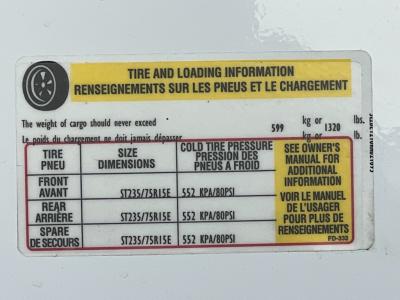 TIRE AND LOADING INFORMATION
RENSEIGNEMENTS SUR LES PNEUS ET LE CHARGEMENT
The weight of cargo should never exceed kg or lbs.
Le poids du chargement ne doit jamais dépasser 599 kg or 1320 lb.
TIRE
PNEU
SIZE
DIMENSIONS
COLD TIRE PRESSURE
PRESSION DES
PNEUS A FROID
SEE OWNER'S
MANUAL FOR
ADDITIONAL
INFORMATION
VOIR LE MANUEL
DE L'USAGER
POUR PLUS DE
RENSEIGNEMENTS
FD-333
FRONT
AVANT
ST235/75R15E 552 KPA/80PSI
REAR
ARRIÈRE
ST235/75R15E 552 KPA/80PSI
SPARE
DE SECOURS
ST235/75R15E 552 KPA/80PSI